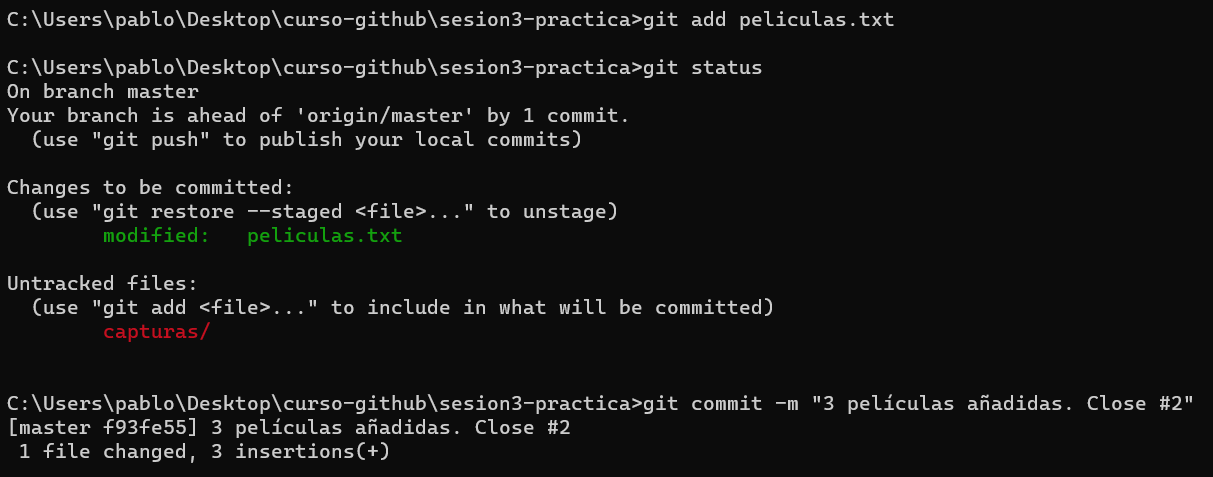 C:\Users\pablo\Desktop\curso-github\sesion3-practica>git add peliculas.txt
C:\Users\pablo\Desktop\curso-github\sesion3-practica>git status
On branch master
Your branch is ahead of 'origin/master' by 1 commit.
  (use "git push" to publish your local commits)
Changes to be committed:
  (use "git restore --staged <file>..." to unstage)
        modified:   peliculas.txt
Untracked files:
  (use "git add <file>..." to include in what will be committed)
        capturas/
C:\Users\pablo\Desktop\curso-github\sesion3-practica>git commit -m "3 películas añadidas. Close #2"
[master f93fe55] 3 películas añadidas. Close #2
 1 file changed, 3 insertions(+)